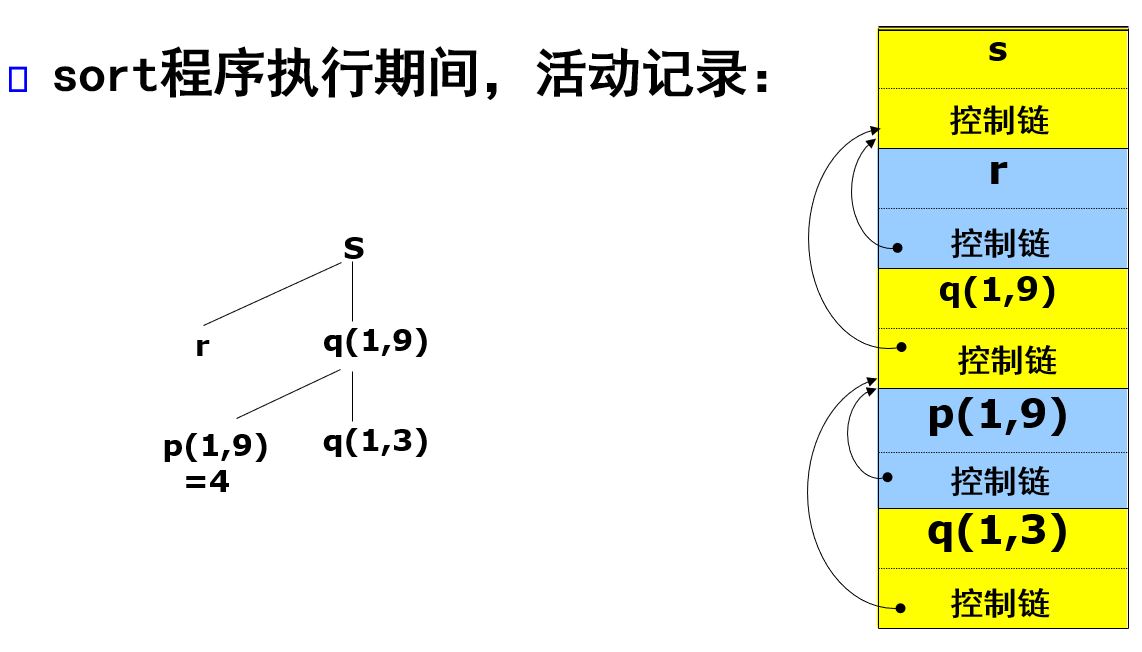 sort程序执行期间，活动记录：
s
r
q(1,9)
p(1,9)
=4
q(1,3)
s
控制链
r
控制链
q(1,9)
控制链
p(1,9)
控制链
q(1,3)
控制链